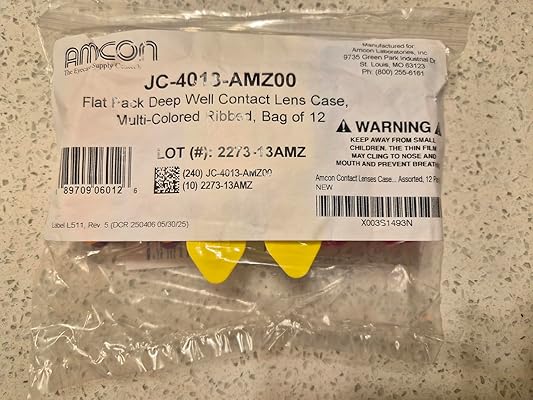 AMCON
The Eyecare Supply Center
Manufactured for:
Amcon Laboratories, Inc
9735 Green Park Industrial Dr.
St. Louis, MO 63123
Ph: (800) 255-6161
JC-4013-AMZ00
Flat Pack Deep Well Contact Lens Case,
Multi-Colored Ribbed, Bag of 12
LOT (#): 2273-13AMZ
(240) JC-4013-AMZ00
(10) 2273-13AMZ
89709 06012 6
Label-L511, Rev. 5 (DCR 250406 05/30/25)
WARNING
KEEP AWAY FROM SMALL
CHILDREN. THE THIN FILM
MAY CLING TO NOSE AND
MOUTH AND PREVENT BREATH
Amcon Contact Lenses Case... Assorted, 12 Pa
NEW
X003S1493N